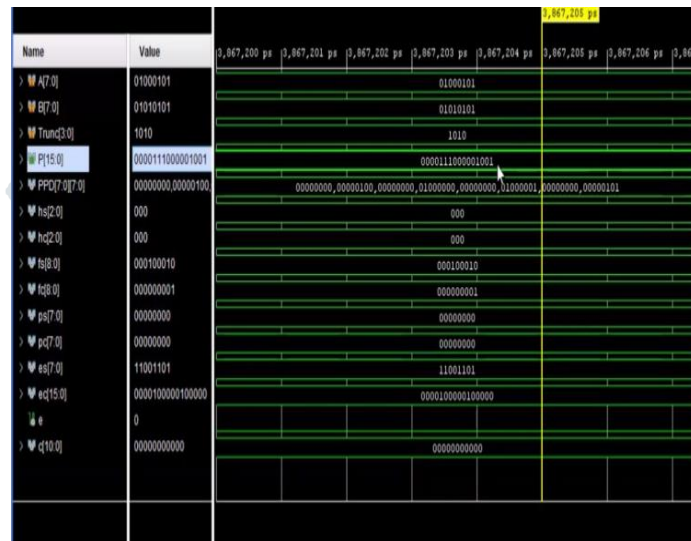 3,867,205 ps
Name Value 3,867,200 ps 3,867,201 ps 3,867,202 ps 3,867,203 ps 3,867,204 ps 3,867,205 ps 3,867,206 ps 3,86
A[7:0] 01000101 01000101
B[7:0] 01010101 01010101
Trunc[3:0] 1010 1010
P[15:0] 0000111000001001 0000111000001001
PPD[7:0][7:0] 00000000,00000100, 00000000,00000100,00000000,01000000,00000000,01000001,00000000,00000101
hs[2:0] 000 000
hc[2:0] 000 000
fs[8:0] 000100010 000100010
fc[8:0] 000000001 000000001
ps[7:0] 00000000 00000000
pc[7:0] 00000000 00000000
es[7:0] 11001101 11001101
ec[15:0] 0000100000100000 0000100000100000
e 0
c[10:0] 00000000000 00000000000